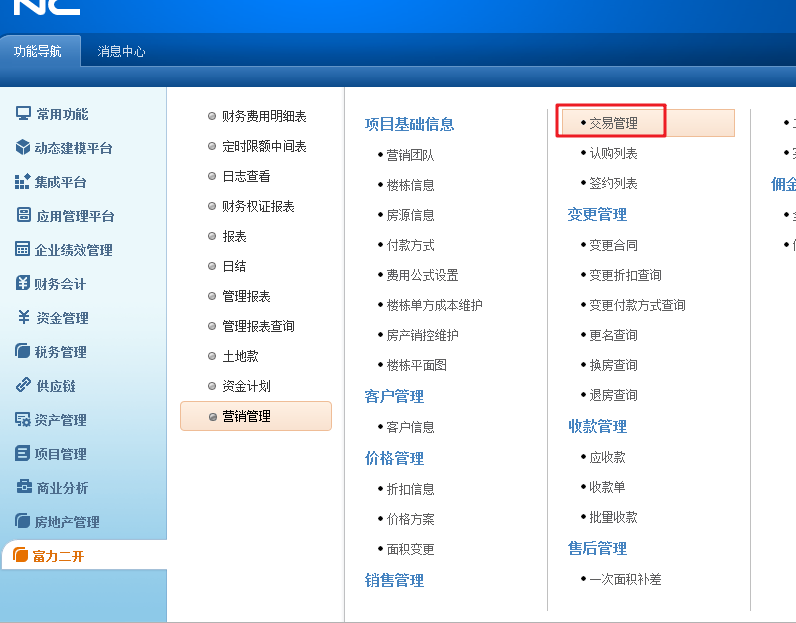 NC
功能导航
消息中心
常用功能
动态建模平台
集成平台
应用管理平台
企业绩效管理
财务会计
资金管理
税务管理
供应链
资产管理
项目管理
商业分析
房地产管理
富力二开
财务费用明细表
定时限额中间表
日志查看
财务权证报表
报表
日结
管理报表
管理报表查询
土地款
资金计划
营销管理
项目基础信息
营销团队
楼栋信息
房源信息
付款方式
费用公式设置
楼栋单方成本维护
房产销控维护
楼栋平面图
客户管理
客户信息
价格管理
折扣信息
价格方案
面积变更
销售管理
交易管理
认购列表
签约列表
变更管理
变更合同
变更折扣查询
变更付款方式查询
更名查询
换房查询
退房查询
收款管理
应收款
收款单
批量收款
售后管理
一次面积补差
佣金